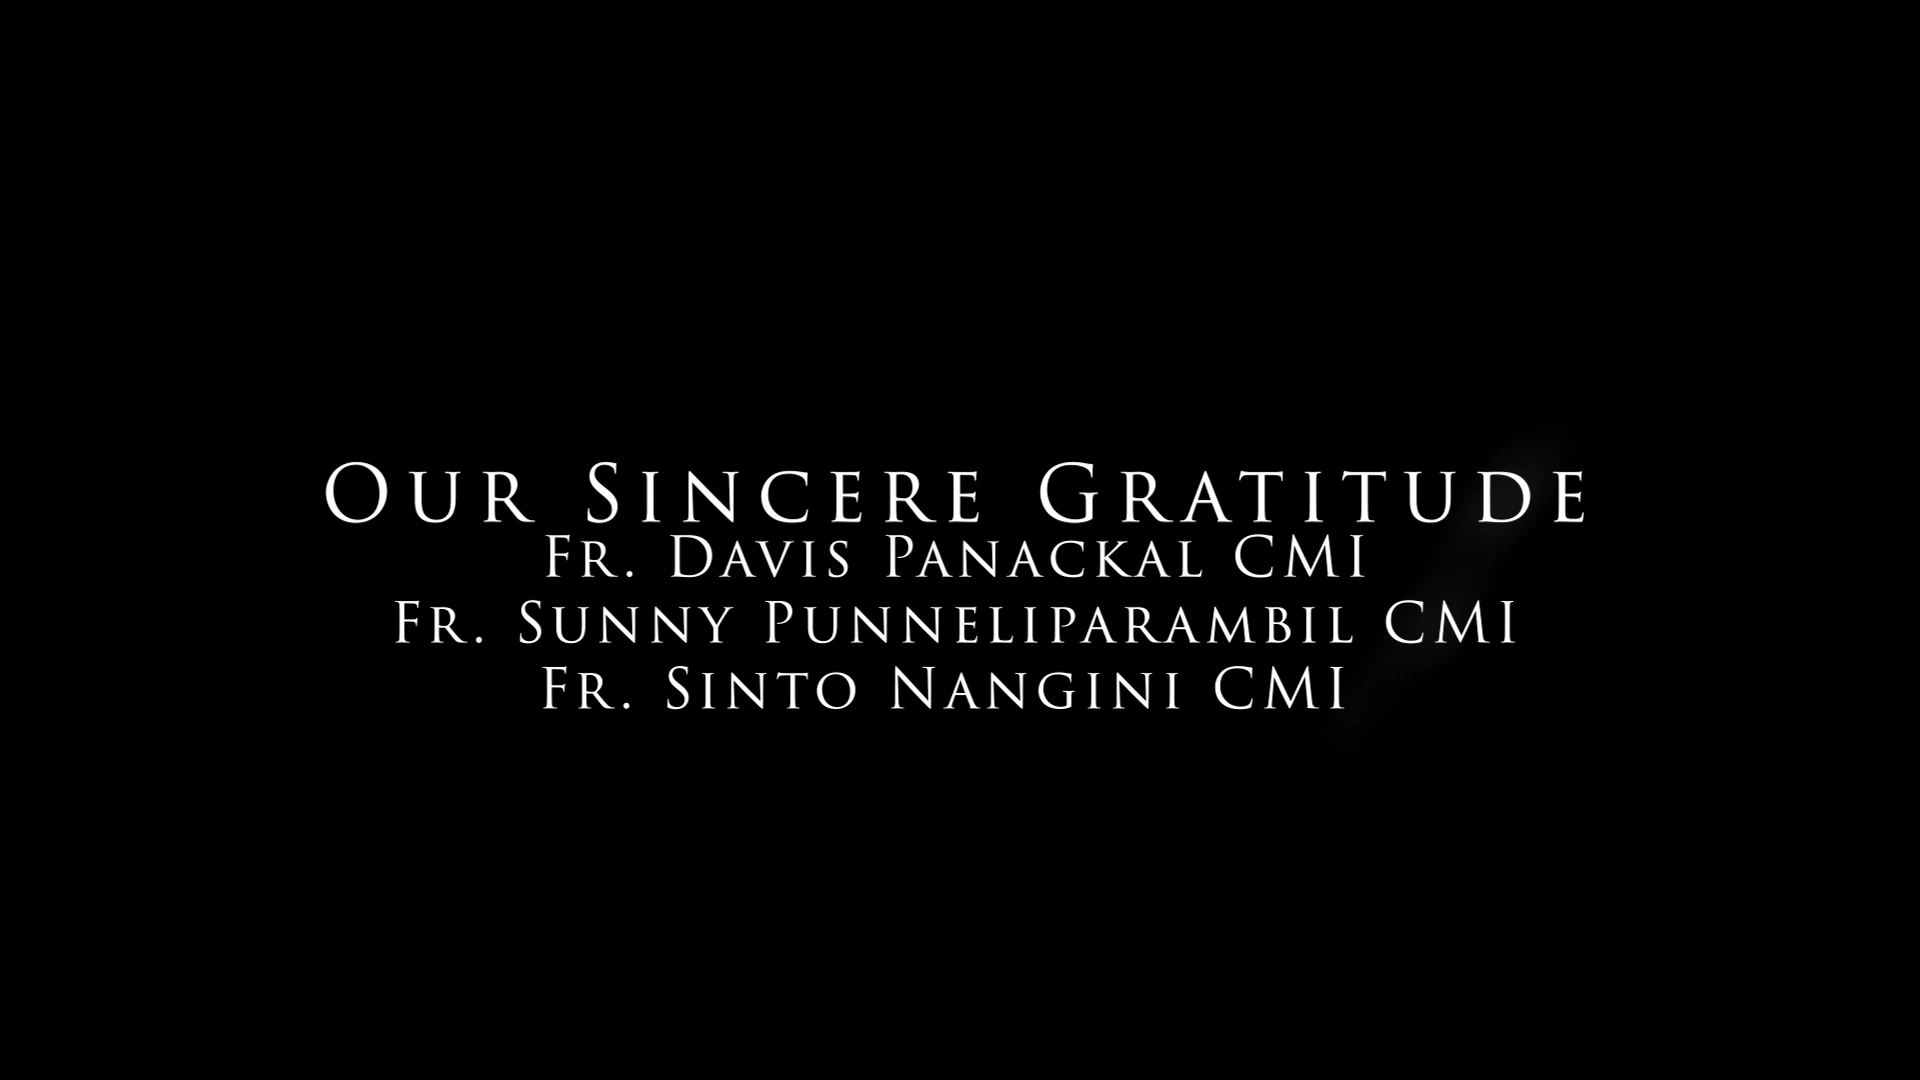 Our Sincere Gratitude
Fr. Davis Panackal CMI
Fr. Sunny Punneliparambil CMI
Fr. Sinto Nangini CMI